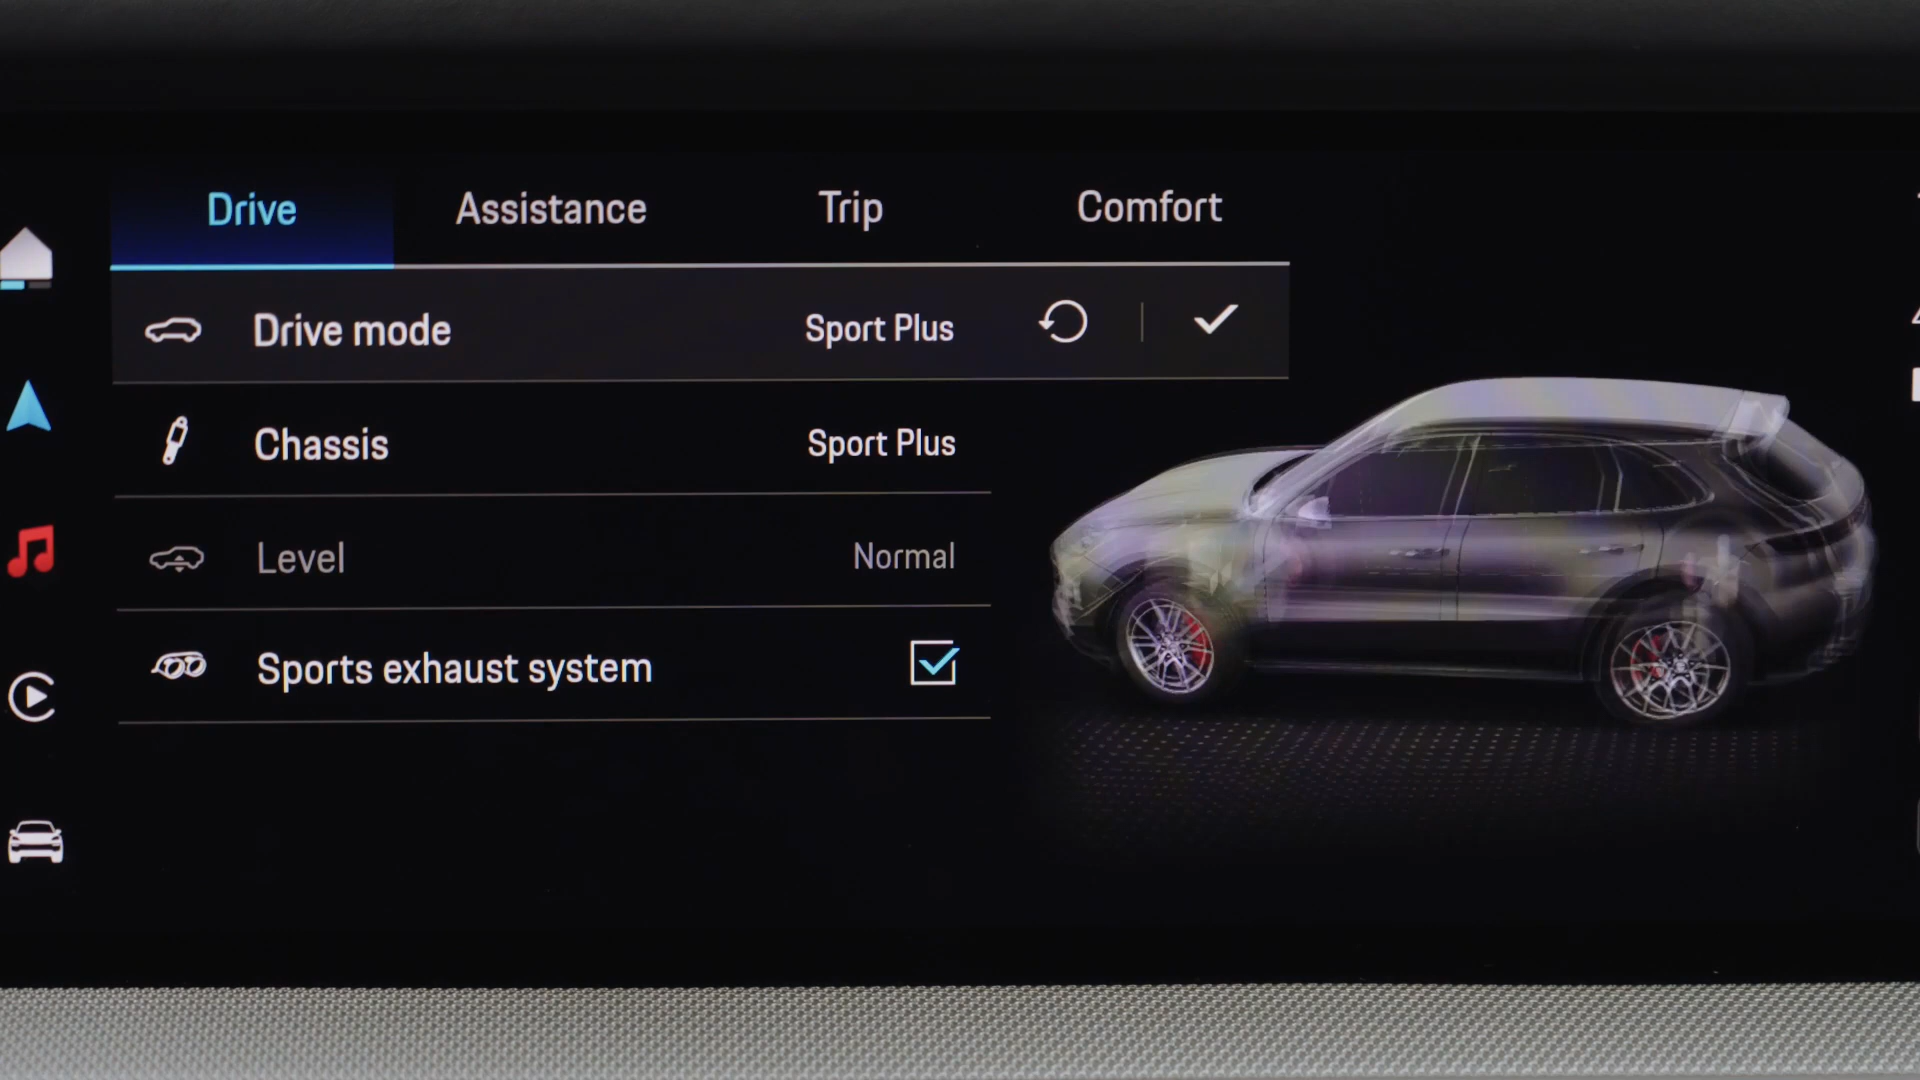 Drive Assistance Trip Comfort
Drive mode Sport Plus
Chassis Sport Plus
Level Normal
Sports exhaust system